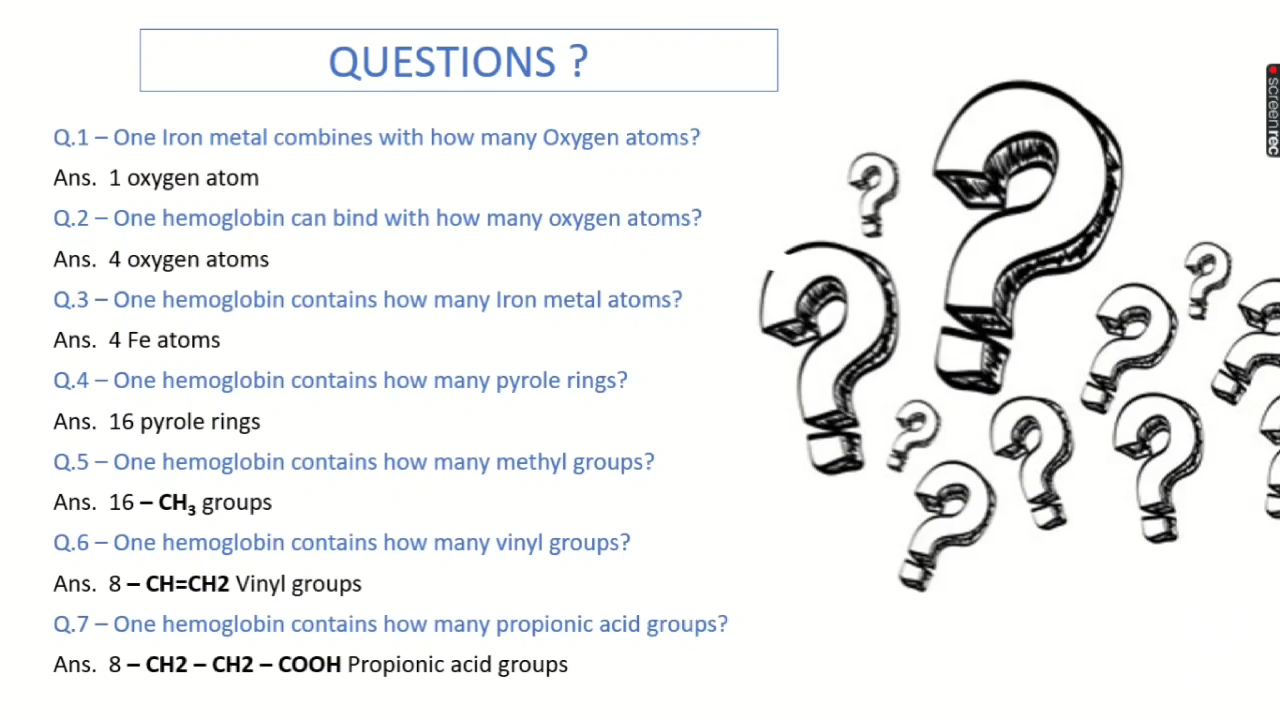 QUESTIONS ?
Q.1 – One Iron metal combines with how many Oxygen atoms?
Ans. 1 oxygen atom
Q.2 – One hemoglobin can bind with how many oxygen atoms?
Ans. 4 oxygen atoms
Q.3 – One hemoglobin contains how many Iron metal atoms?
Ans. 4 Fe atoms
Q.4 – One hemoglobin contains how many pyrole rings?
Ans. 16 pyrole rings
Q.5 – One hemoglobin contains how many methyl groups?
Ans. 16 – CH₃ groups
Q.6 – One hemoglobin contains how many vinyl groups?
Ans. 8 – CH=CH2 Vinyl groups
Q.7 – One hemoglobin contains how many propionic acid groups?
Ans. 8 – CH2 – CH2 – COOH Propionic acid groups
screenrec